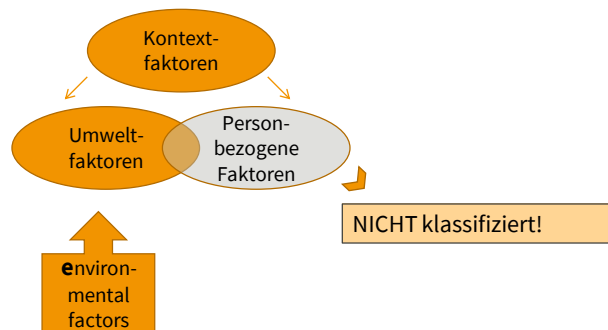 Kontext-
faktoren
Umwelt-
faktoren
Person-
bezogene
Faktoren
NICHT klassifiziert!
environ-
mental
factors